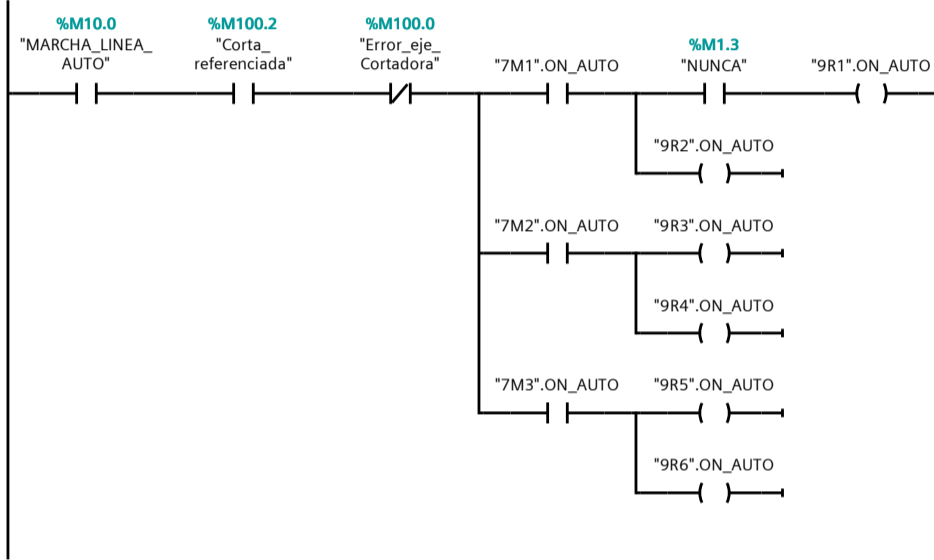 %M10.0
"MARCHA_LINEA_
AUTO"
%M100.2
"Corta_
referenciada"
%M100.0
"Error_eje_
Cortadora"
"7M1".ON_AUTO
%M1.3
"NUNCA"
"9R1".ON_AUTO
"9R2".ON_AUTO
"7M2".ON_AUTO
"9R3".ON_AUTO
"9R4".ON_AUTO
"7M3".ON_AUTO
"9R5".ON_AUTO
"9R6".ON_AUTO